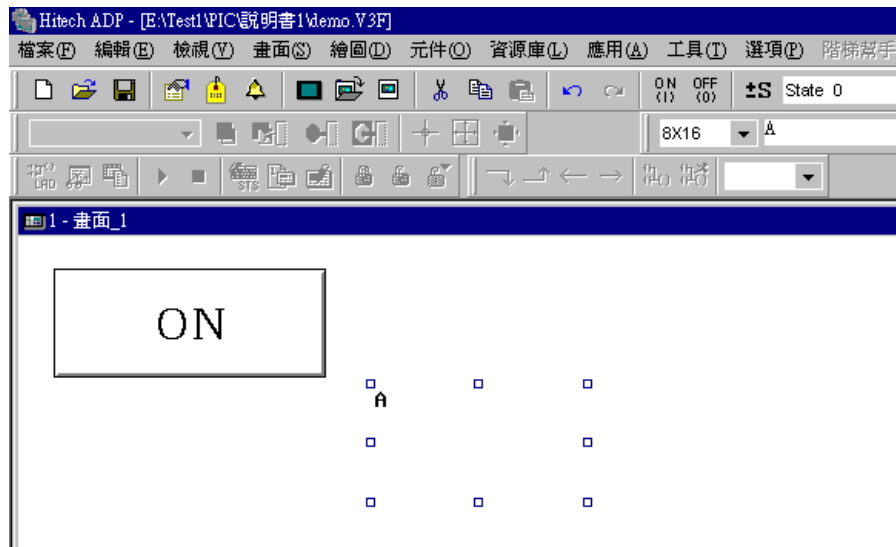 Hitech ADP - [E:\Test1\PIC\說明書1\demo.V3F]
檔案(F) 編輯(E) 檢視(V) 畫面(S) 繪圖(D) 元件(O) 資源庫(L) 應用(A) 工具(T) 選項(P) 階梯幫手
ON (1) OFF (0) ±S State 0
8X16 A
LAD STS
1 - 畫面_1
ON
A